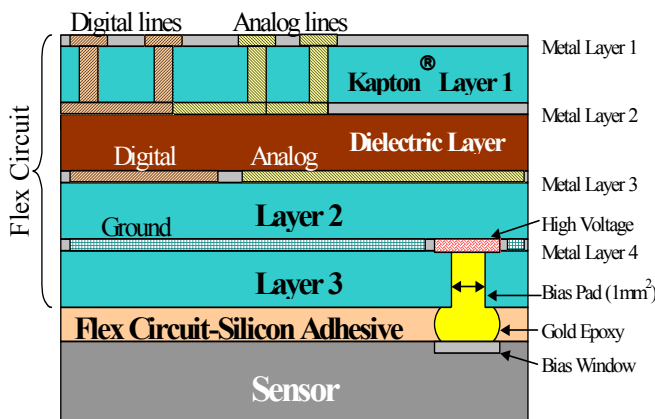 Digital lines Analog lines
Metal Layer 1
Kapton® Layer 1
Metal Layer 2
Dielectric Layer
Digital Analog
Metal Layer 3
Flex Circuit
Layer 2
High Voltage
Ground
Metal Layer 4
Layer 3
Bias Pad (1mm²)
Flex Circuit-Silicon Adhesive
Gold Epoxy
Bias Window
Sensor